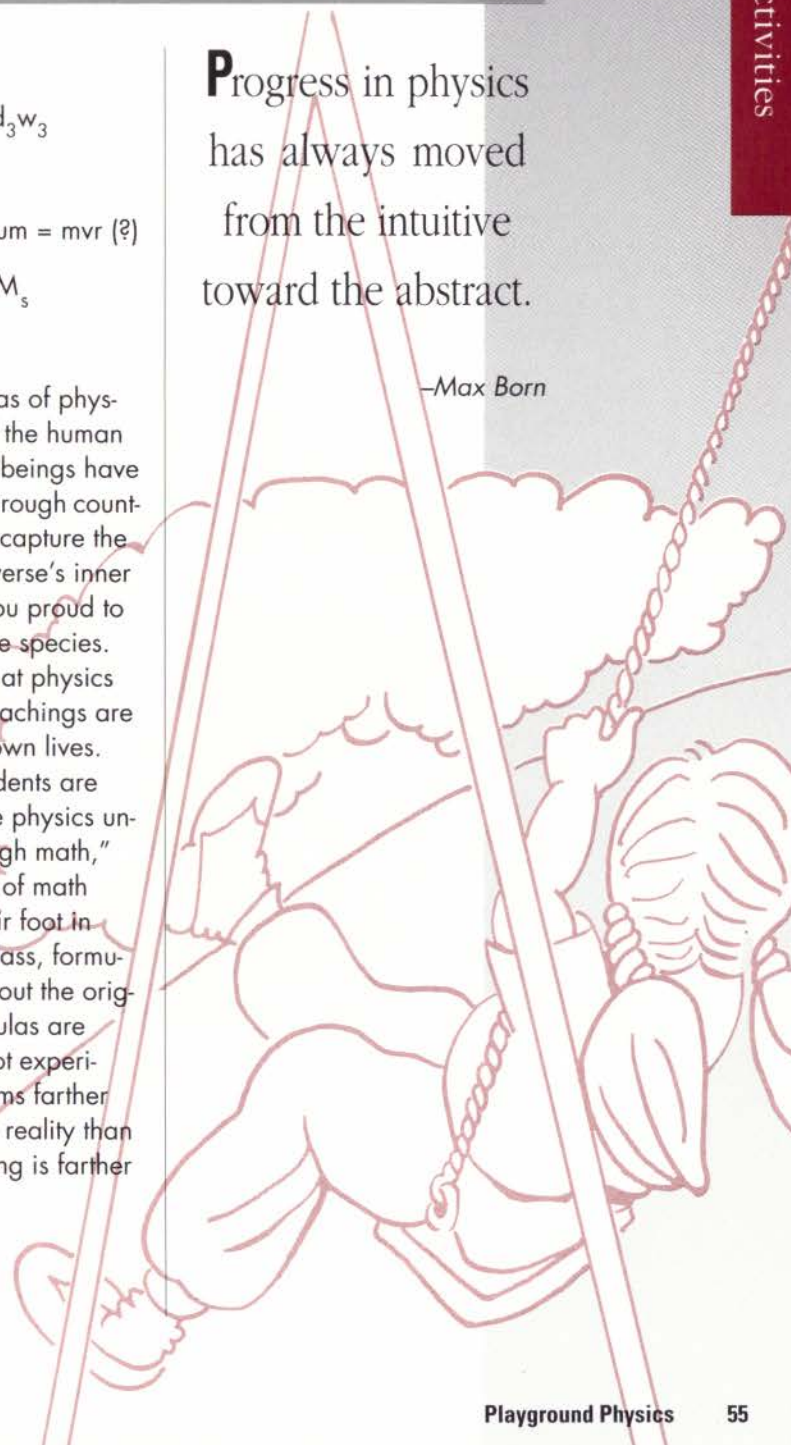 d₃w₃
um = mvr (?)
Mₛ
as of phys-
the human
beings have
rough count-
capture the
erse's inner
ou proud to
e species.
at physics
achings are
wn lives.
dents are
e physics un-
gh math,"
of math
ir foot in
ass, formu-
out the orig-
ulas are
ot experi-
ms farther
reality than
ng is farther
Progress in physics
has always moved
from the intuitive
toward the abstract.
–Max Born
ctivities
Playground Physics 55